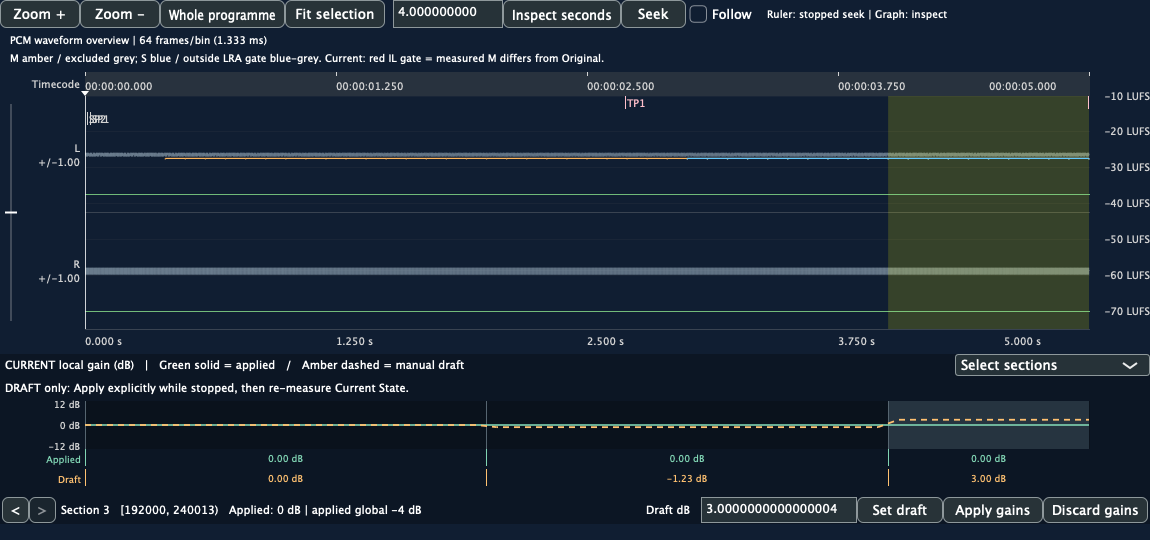 Zoom + Zoom − Whole programme Fit selection 4.000000000 Inspect seconds Seek Follow Ruler: stopped seek | Graph: inspect
PCM waveform overview | 64 frames/bin (1.333 ms)
M amber / excluded grey; S blue / outside LRA gate blue-grey. Current: red IL gate = measured M differs from Original.
Timecode 00:00:00.000 00:00:01.250 00:00:02.500 00:00:03.750 00:00:05.000
-10 LUFS
TP1
-20 LUFS
L
+/-1.00
-30 LUFS
-40 LUFS
-50 LUFS
R
+/-1.00
-60 LUFS
-70 LUFS
0.000 s 1.250 s 2.500 s 3.750 s 5.000 s
CURRENT local gain (dB) | Green solid = applied / Amber dashed = manual draft Select sections
DRAFT only: Apply explicitly while stopped, then re-measure Current State.
12 dB
0 dB
-12 dB
Applied 0.00 dB 0.00 dB 0.00 dB
Draft 0.00 dB -1.23 dB 3.00 dB
< > Section 3 [192000, 240013) Applied: 0 dB | applied global -4 dB Draft dB 3.0000000000000004 Set draft Apply gains Discard gains